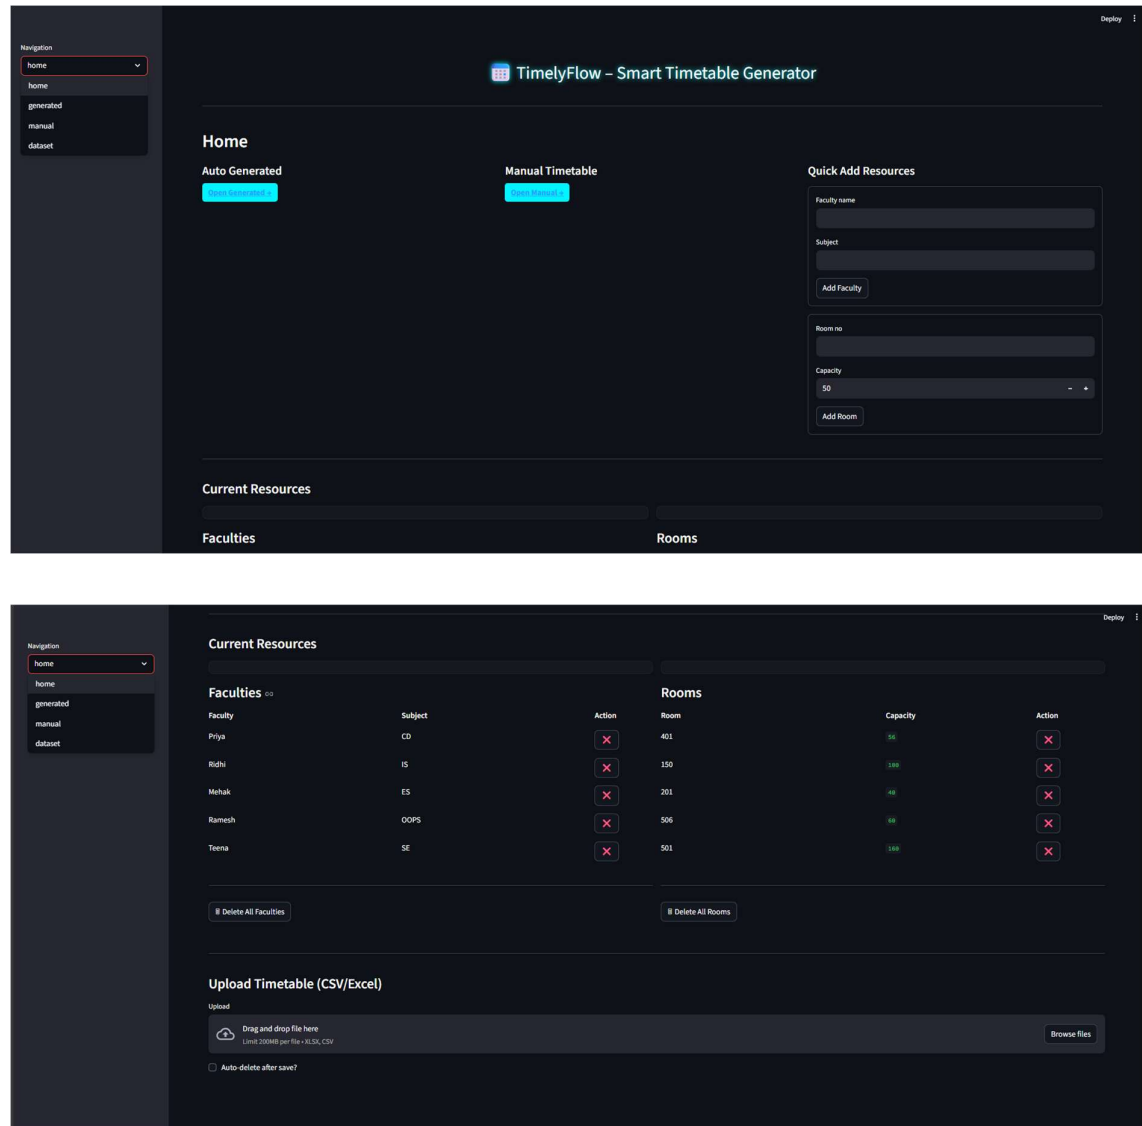 Deploy
Navigation
home
home
generated
manual
dataset
TimelyFlow – Smart Timetable Generator
Home
Auto Generated
Open Generated →
Manual Timetable
Open Manual →
Quick Add Resources
Faculty name
Subject
Add Faculty
Room no
Capacity
50
Add Room
Current Resources
Faculties
Rooms
Deploy
Navigation
home
home
generated
manual
dataset
Current Resources
Faculties
Rooms
Faculty Subject Action Room Capacity Action
Priya CD 401
Ridhi IS 150 100
Mehak ES 201 40
Ramesh OOPS 506 60
Teena SE 501 160
Delete All Faculties
Delete All Rooms
Upload Timetable (CSV/Excel)
Upload
Drag and drop file here
Limit 200MB per file • XLSX, CSV
Browse files
Auto-delete after save?